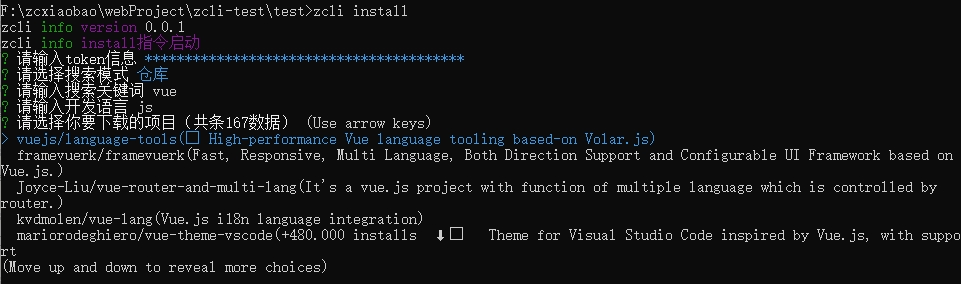 F:\zcxiaobao\webProject\zcli-test\test>zcli install
zcli info version 0.0.1
zcli info install指令启动
? 请输入token信息 ****************************************
? 请选择搜索模式 仓库
? 请输入搜索关键词 vue
? 请输入开发语言 js
? 请选择你要下载的项目（共条167数据） (Use arrow keys)
> vuejs/language-tools(□ High-performance Vue language tooling based-on Volar.js)
framevuerk/framevuerk(Fast, Responsive, Multi Language, Both Direction Support and Configurable UI Framework based on
Vue.js.)
Joyce-Liu/vue-router-and-multi-lang(It's a vue.js project with function of multiple language which is controlled by
router.)
kvdmolen/vue-lang(Vue.js i18n language integration)
mariorodeghiero/vue-theme-vscode(+480.000 installs ⬇□ Theme for Visual Studio Code inspired by Vue.js, with suppo
rt
(Move up and down to reveal more choices)